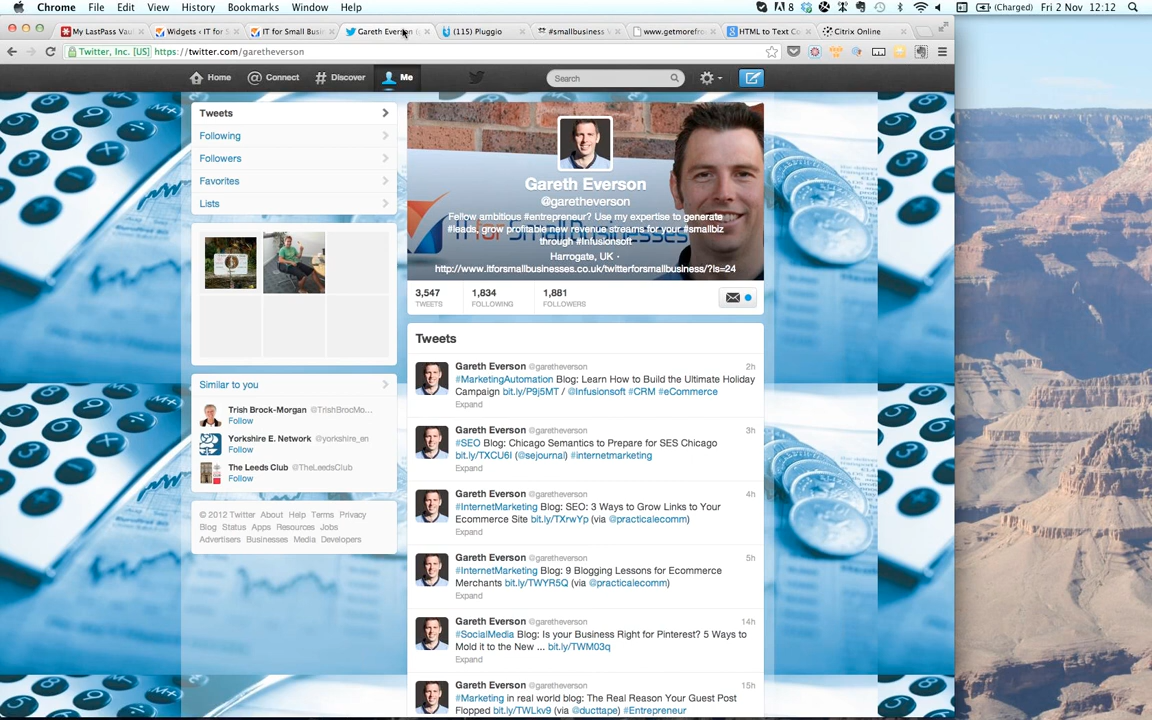 Chrome File Edit View History Bookmarks Window Help
8 (Charged) Fri 2 Nov 12:12
My LastPass Vau
Widgets ‹ IT for S
IT for Small Busi
Gareth Everson
(115) Pluggio
#smallbusiness
www.getmorefro
HTML to Text Co
Citrix Online
Twitter, Inc. [US] https://twitter.com/garetheverson
Home
@ Connect
# Discover
Me
Search
Tweets
Following
Followers
Favorites
Lists
Similar to you
Trish Brock-Morgan @TrishBrocMo...
Follow
Yorkshire E. Network @yorkshire_en
Follow
The Leeds Club @TheLeedsClub
Follow
© 2012 Twitter About Help Terms Privacy
Blog Status Apps Resources Jobs
Advertisers Businesses Media Developers
Gareth Everson
@garetheverson
Fellow ambitious #entrepreneur? Use my expertise to generate
#leads, grow profitable new revenue streams for your #smallbiz
through #Infusionsoft
IT for Small Businesses
Harrogate, UK ·
http://www.itforsmallbusinesses.co.uk/twitterforsmallbusiness/?ls=24
3,547
TWEETS
1,834
FOLLOWING
1,881
FOLLOWERS
Tweets
Gareth Everson @garetheverson 2h
#MarketingAutomation Blog: Learn How to Build the Ultimate Holiday
Campaign bit.ly/P9j5MT / @Infusionsoft #CRM #eCommerce
Expand
Gareth Everson @garetheverson 3h
#SEO Blog: Chicago Semantics to Prepare for SES Chicago
bit.ly/TXCU6I (@sejournal) #internetmarketing
Expand
Gareth Everson @garetheverson 4h
#InternetMarketing Blog: SEO: 3 Ways to Grow Links to Your
Ecommerce Site bit.ly/TXrwYp (via @practicalecomm)
Expand
Gareth Everson @garetheverson 5h
#InternetMarketing Blog: 9 Blogging Lessons for Ecommerce
Merchants bit.ly/TWYR5Q (via @practicalecomm)
Expand
Gareth Everson @garetheverson 14h
#SocialMedia Blog: Is your Business Right for Pinterest? 5 Ways to
Mold it to the New ... bit.ly/TWM03q
Expand
Gareth Everson @garetheverson 15h
#Marketing in real world blog: The Real Reason Your Guest Post
Flopped bit.ly/TWLkv9 (via @ducttape) #Entrepreneur